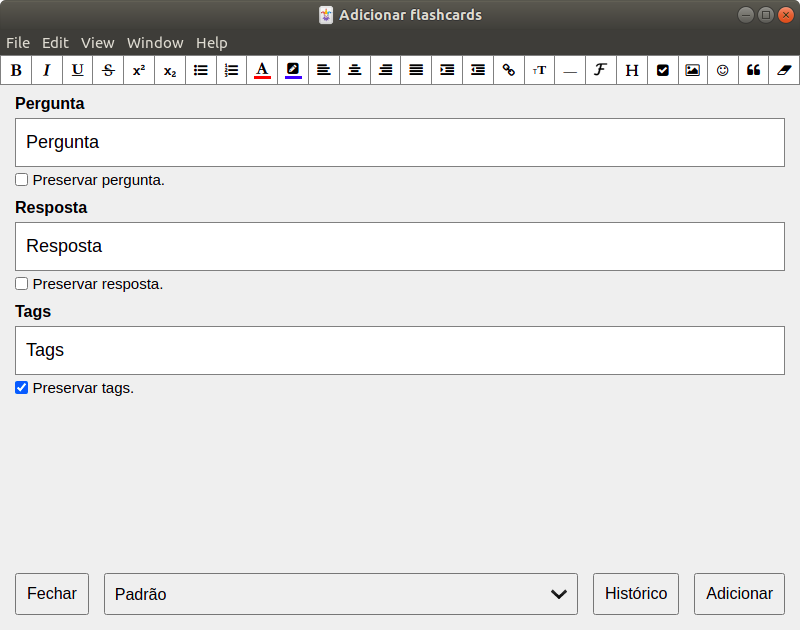 Adicionar flashcards
File Edit View Window Help
B I U S x² x₂ A тT — ℱ H
Pergunta
Pergunta
Preservar pergunta.
Resposta
Resposta
Preservar resposta.
Tags
Tags
Preservar tags.
Fechar Padrão Histórico Adicionar